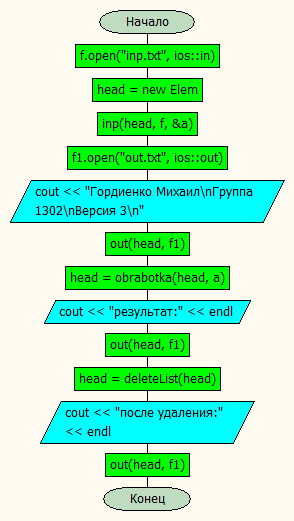 Начало
f.open("inp.txt", ios::in)
head = new Elem
inp(head, f, &a)
f1.open("out.txt", ios::out)
cout << "Гордиенко Михаил\nГруппа
1302\nВерсия 3\n"
out(head, f1)
head = obrabotka(head, a)
cout << "результат:" << endl
out(head, f1)
head = deleteList(head)
cout << "после удаления:"
<< endl
out(head, f1)
Конец